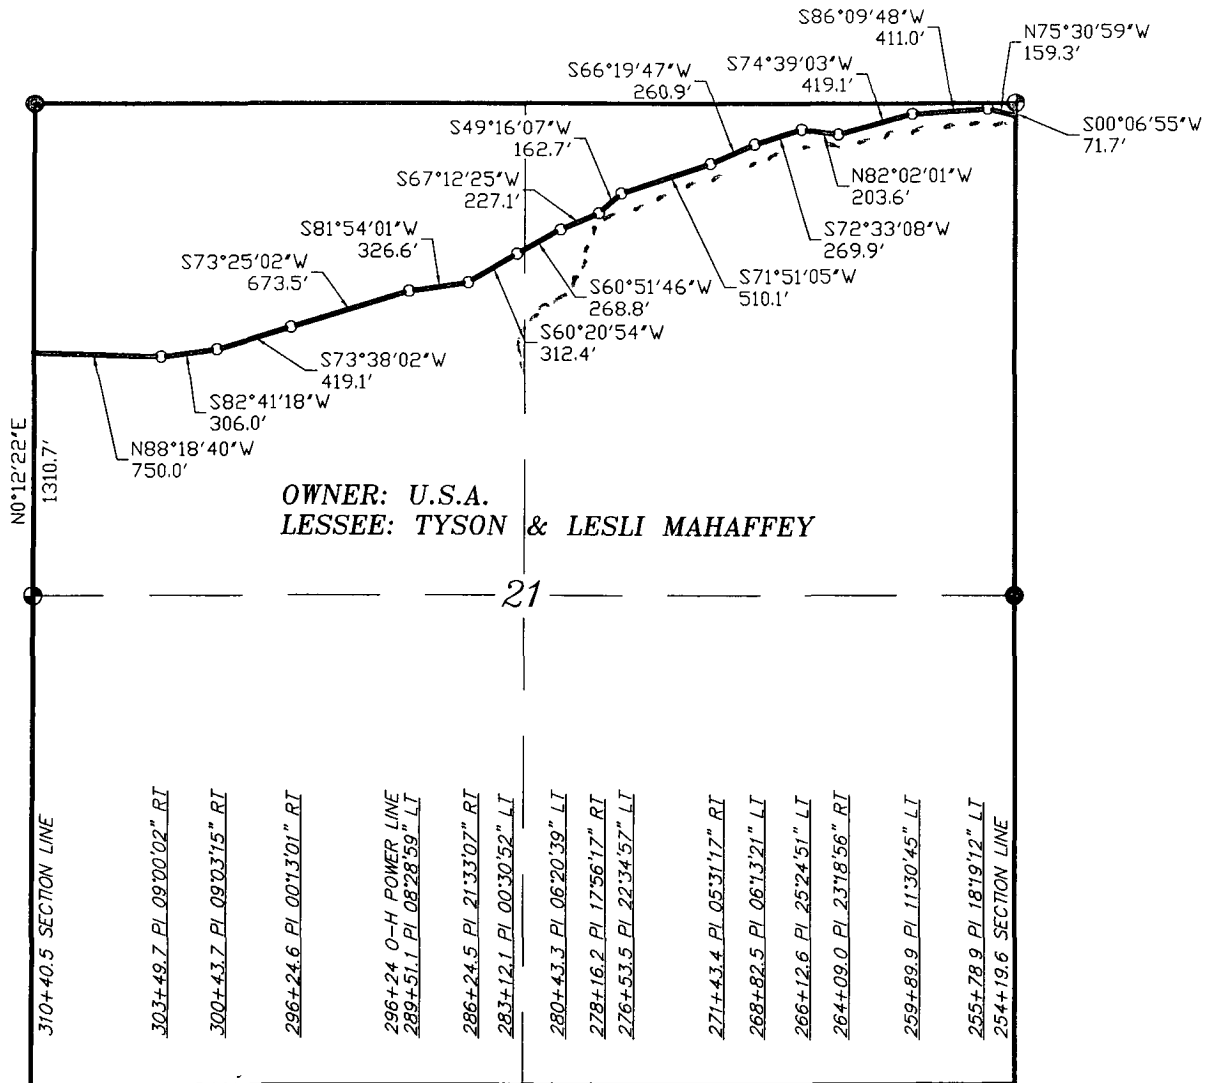 S86°09'48"W
411.0'
N75°30'59"W
159.3'
S74°39'03"W
419.1'
S66°19'47"W
260.9'
S00°06'55"W
71.7'
S49°16'07"W
162.7'
N82°02'01"W
203.6'
S67°12'25"W
227.1'
S72°33'08"W
269.9'
S81°54'01"W
326.6'
S71°51'05"W
510.1'
S73°25'02"W
673.5'
S60°51'46"W
268.8'
S60°20'54"W
312.4'
S73°38'02"W
419.1'
S82°41'18"W
306.0'
N88°18'40"W
750.0'
N0°12'22"E
1310.7'
OWNER: U.S.A.
LESSEE: TYSON & LESLI MAHAFFEY
21
310+40.5 SECTION LINE
303+49.7 PI 09°00'02" RT
300+43.7 PI 09°03'15" RT
296+24.6 PI 00°13'01" RT
296+24 O-H POWER LINE
289+51.1 PI 08°28'59" LT
286+24.5 PI 21°33'07" RT
283+12.1 PI 00°30'52" LT
280+43.3 PI 06°20'39" LT
278+16.2 PI 17°56'17" RT
276+53.5 PI 22°34'57" LT
271+43.4 PI 05°31'17" RT
268+82.5 PI 06°13'21" LT
266+12.6 PI 25°24'51" LT
264+09.0 PI 23°18'56" RT
259+89.9 PI 11°30'45" LT
255+78.9 PI 18°19'12" LT
254+19.6 SECTION LINE